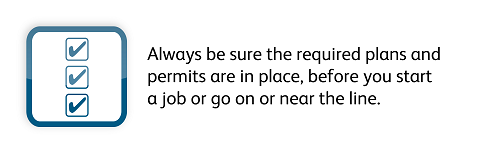 Always be sure the required plans and
permits are in place, before you start
a job or go on or near the line.